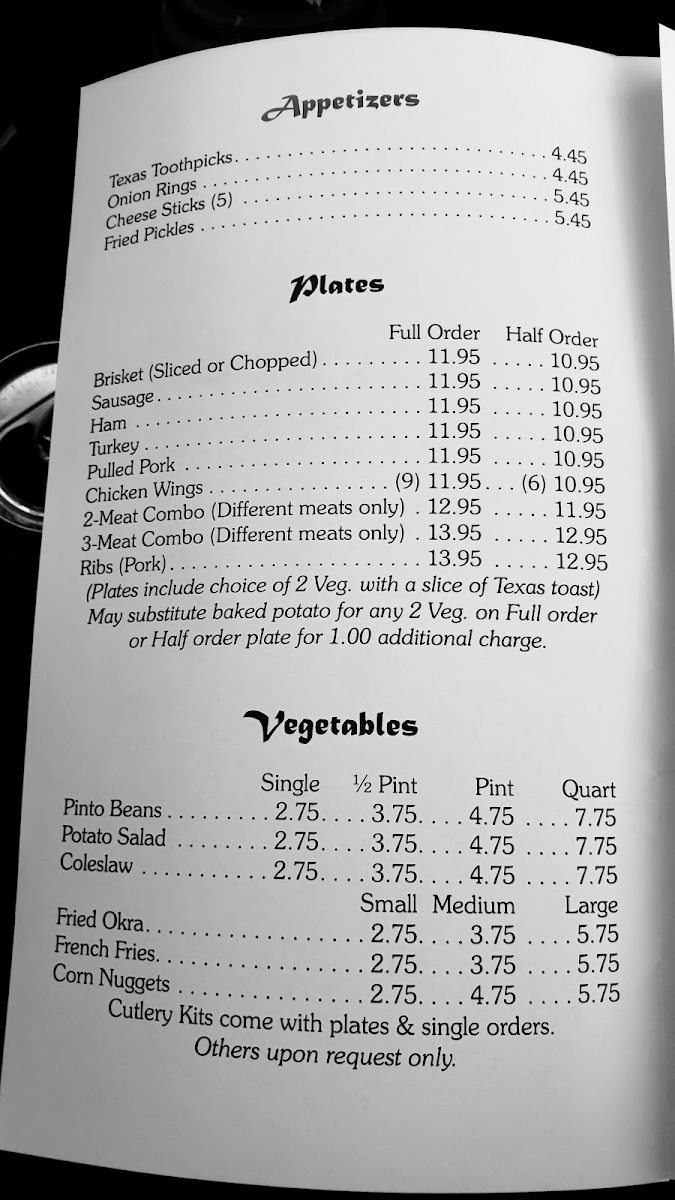 Appetizers
Texas Toothpicks. . . . . . . . . . . . . . . . . . . . . . . . . . . . . 4.45
Onion Rings . . . . . . . . . . . . . . . . . . . . . . . . . . . . . . . . 4.45
Cheese Sticks (5) . . . . . . . . . . . . . . . . . . . . . . . . . . . . 5.45
Fried Pickles . . . . . . . . . . . . . . . . . . . . . . . . . . . . . . . 5.45
Plates
Full Order Half Order
Brisket (Sliced or Chopped) . . . . . . . . . 11.95 . . . . . 10.95
Sausage. . . . . . . . . . . . . . . . . . . . . . . 11.95 . . . . . 10.95
Ham . . . . . . . . . . . . . . . . . . . . . . . . . 11.95 . . . . . 10.95
Turkey . . . . . . . . . . . . . . . . . . . . . . . . 11.95 . . . . . 10.95
Pulled Pork . . . . . . . . . . . . . . . . . . . . 11.95 . . . . . 10.95
Chicken Wings . . . . . . . . . . . . . . . (9) 11.95. . . (6) 10.95
2-Meat Combo (Different meats only) . 12.95 . . . . . 11.95
3-Meat Combo (Different meats only) . 13.95 . . . . . 12.95
Ribs (Pork). . . . . . . . . . . . . . . . . . . . . . 13.95 . . . . . 12.95
(Plates include choice of 2 Veg. with a slice of Texas toast)
May substitute baked potato for any 2 Veg. on Full order
or Half order plate for 1.00 additional charge.
Vegetables
Single ½ Pint Pint Quart
Pinto Beans . . . . . . . . . 2.75. . . . 3.75. . . . 4.75 . . . . 7.75
Potato Salad . . . . . . . . 2.75. . . . 3.75. . . . 4.75 . . . . 7.75
Coleslaw . . . . . . . . . . . 2.75. . . . 3.75. . . . 4.75 . . . . 7.75
Small Medium Large
Fried Okra. . . . . . . . . . . . . . . . . . 2.75. . . . 3.75 . . . . 5.75
French Fries. . . . . . . . . . . . . . . . . 2.75. . . . 3.75 . . . . 5.75
Corn Nuggets . . . . . . . . . . . . . . . 2.75. . . . 4.75 . . . . 5.75
Cutlery Kits come with plates & single orders.
Others upon request only.